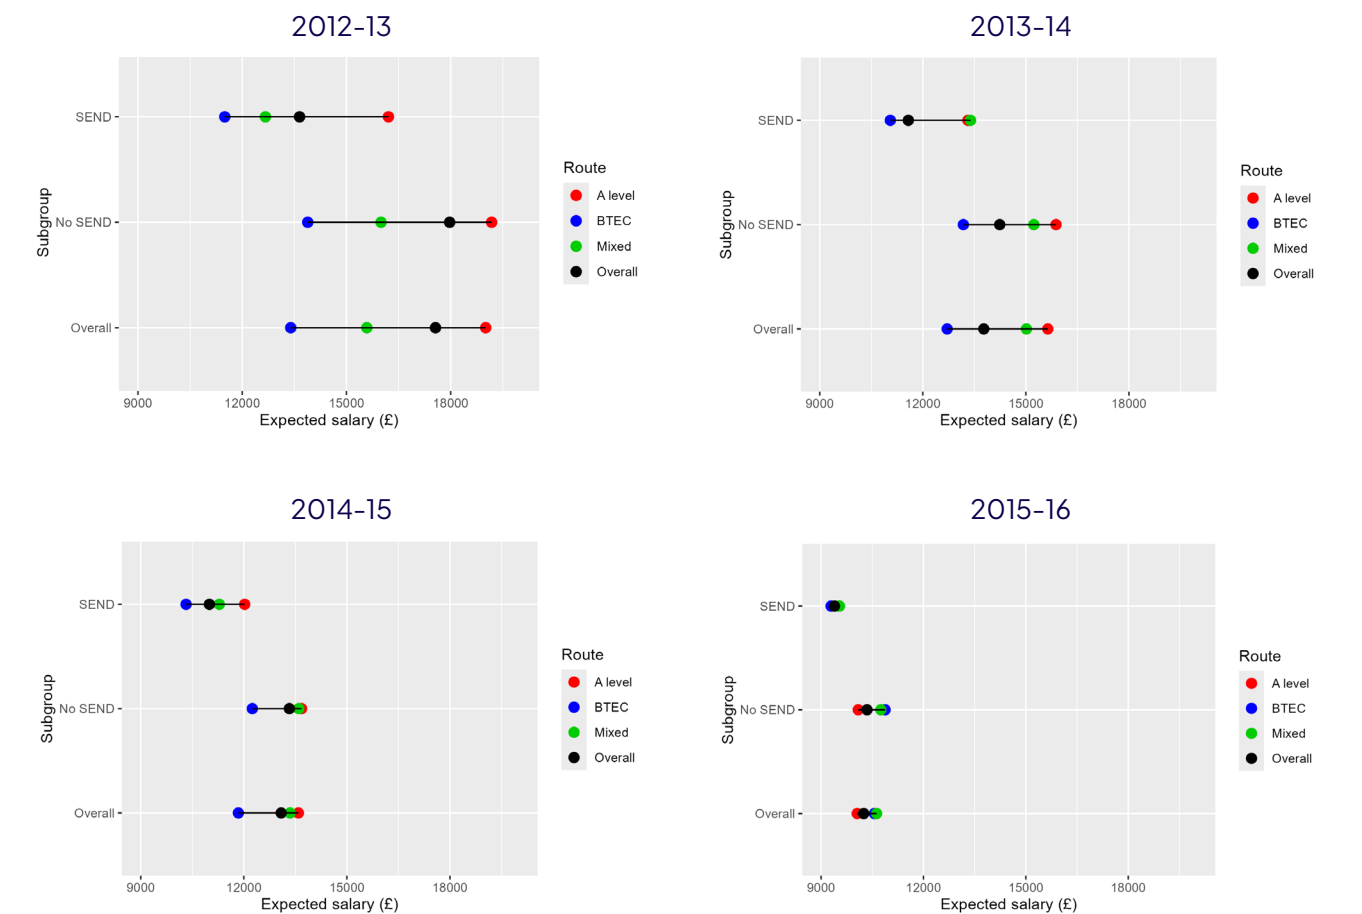 2012-13
SEND
No SEND
Overall
Subgroup
9000 12000 15000 18000
Expected salary (£)
Route
A level
BTEC
Mixed
Overall
2013-14
SEND
No SEND
Overall
Subgroup
9000 12000 15000 18000
Expected salary (£)
Route
A level
BTEC
Mixed
Overall
2014-15
SEND
No SEND
Overall
Subgroup
9000 12000 15000 18000
Expected salary (£)
Route
A level
BTEC
Mixed
Overall
2015-16
SEND
No SEND
Overall
Subgroup
9000 12000 15000 18000
Expected salary (£)
Route
A level
BTEC
Mixed
Overall